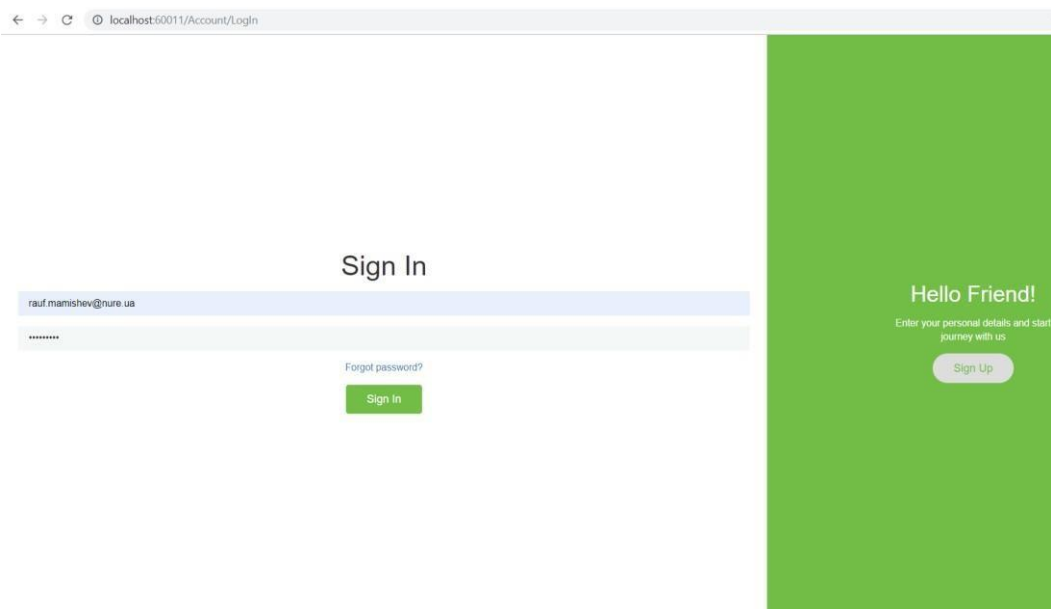 localhost:60011/Account/LogIn
Sign In
rauf.mamishev@nure.ua
•••••••••
Forgot password?
Sign In
Hello Friend!
Enter your personal details and start
journey with us
Sign Up